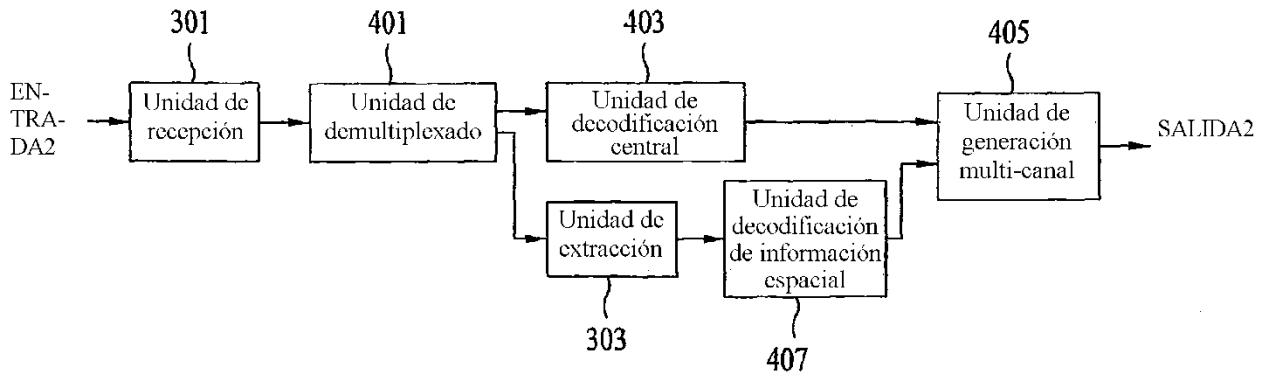 301
401
403
405
EN-
TRA-
DA2
Unidad de
recepción
Unidad de
demultiplexado
Unidad de
decodificación
central
Unidad de
generación
multi-canal
SALIDA2
Unidad de
extracción
Unidad de
decodificación
de información
espacial
303
407